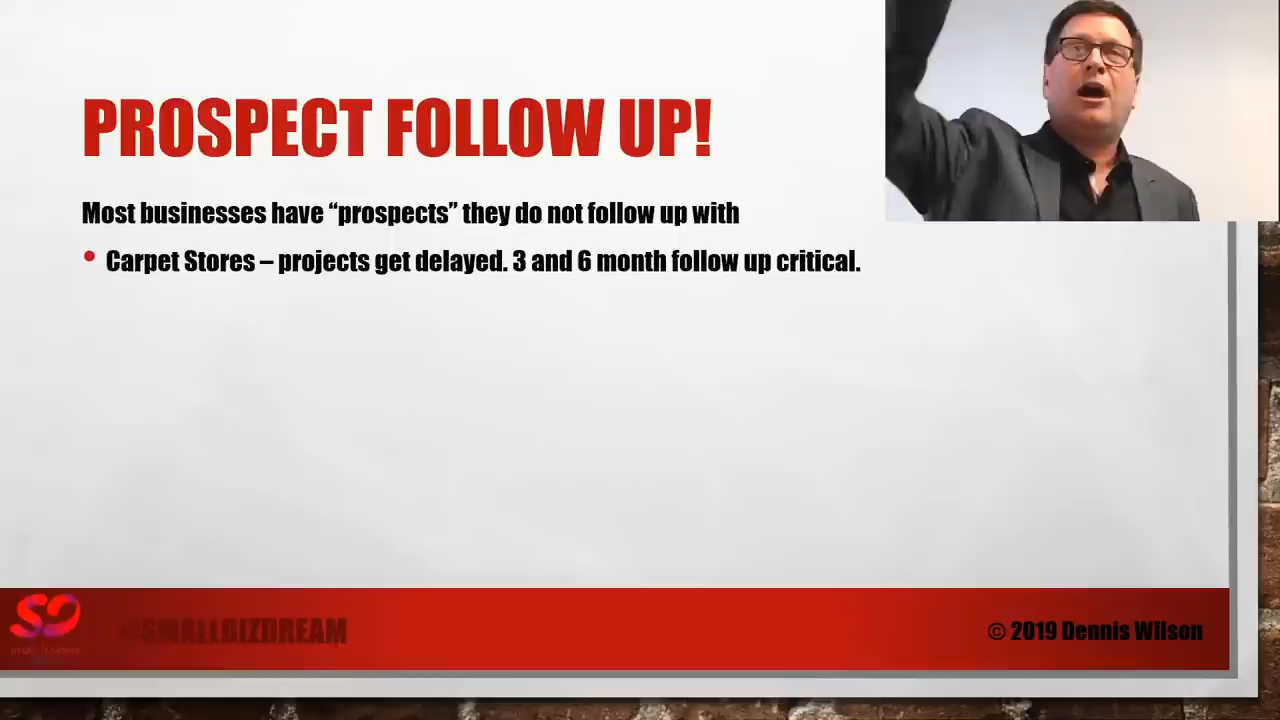 PROSPECT FOLLOW UP!
Most businesses have “prospects” they do not follow up with
• Carpet Stores – projects get delayed. 3 and 6 month follow up critical.
@SMALLBIZDREAM
© 2019 Dennis Wilson